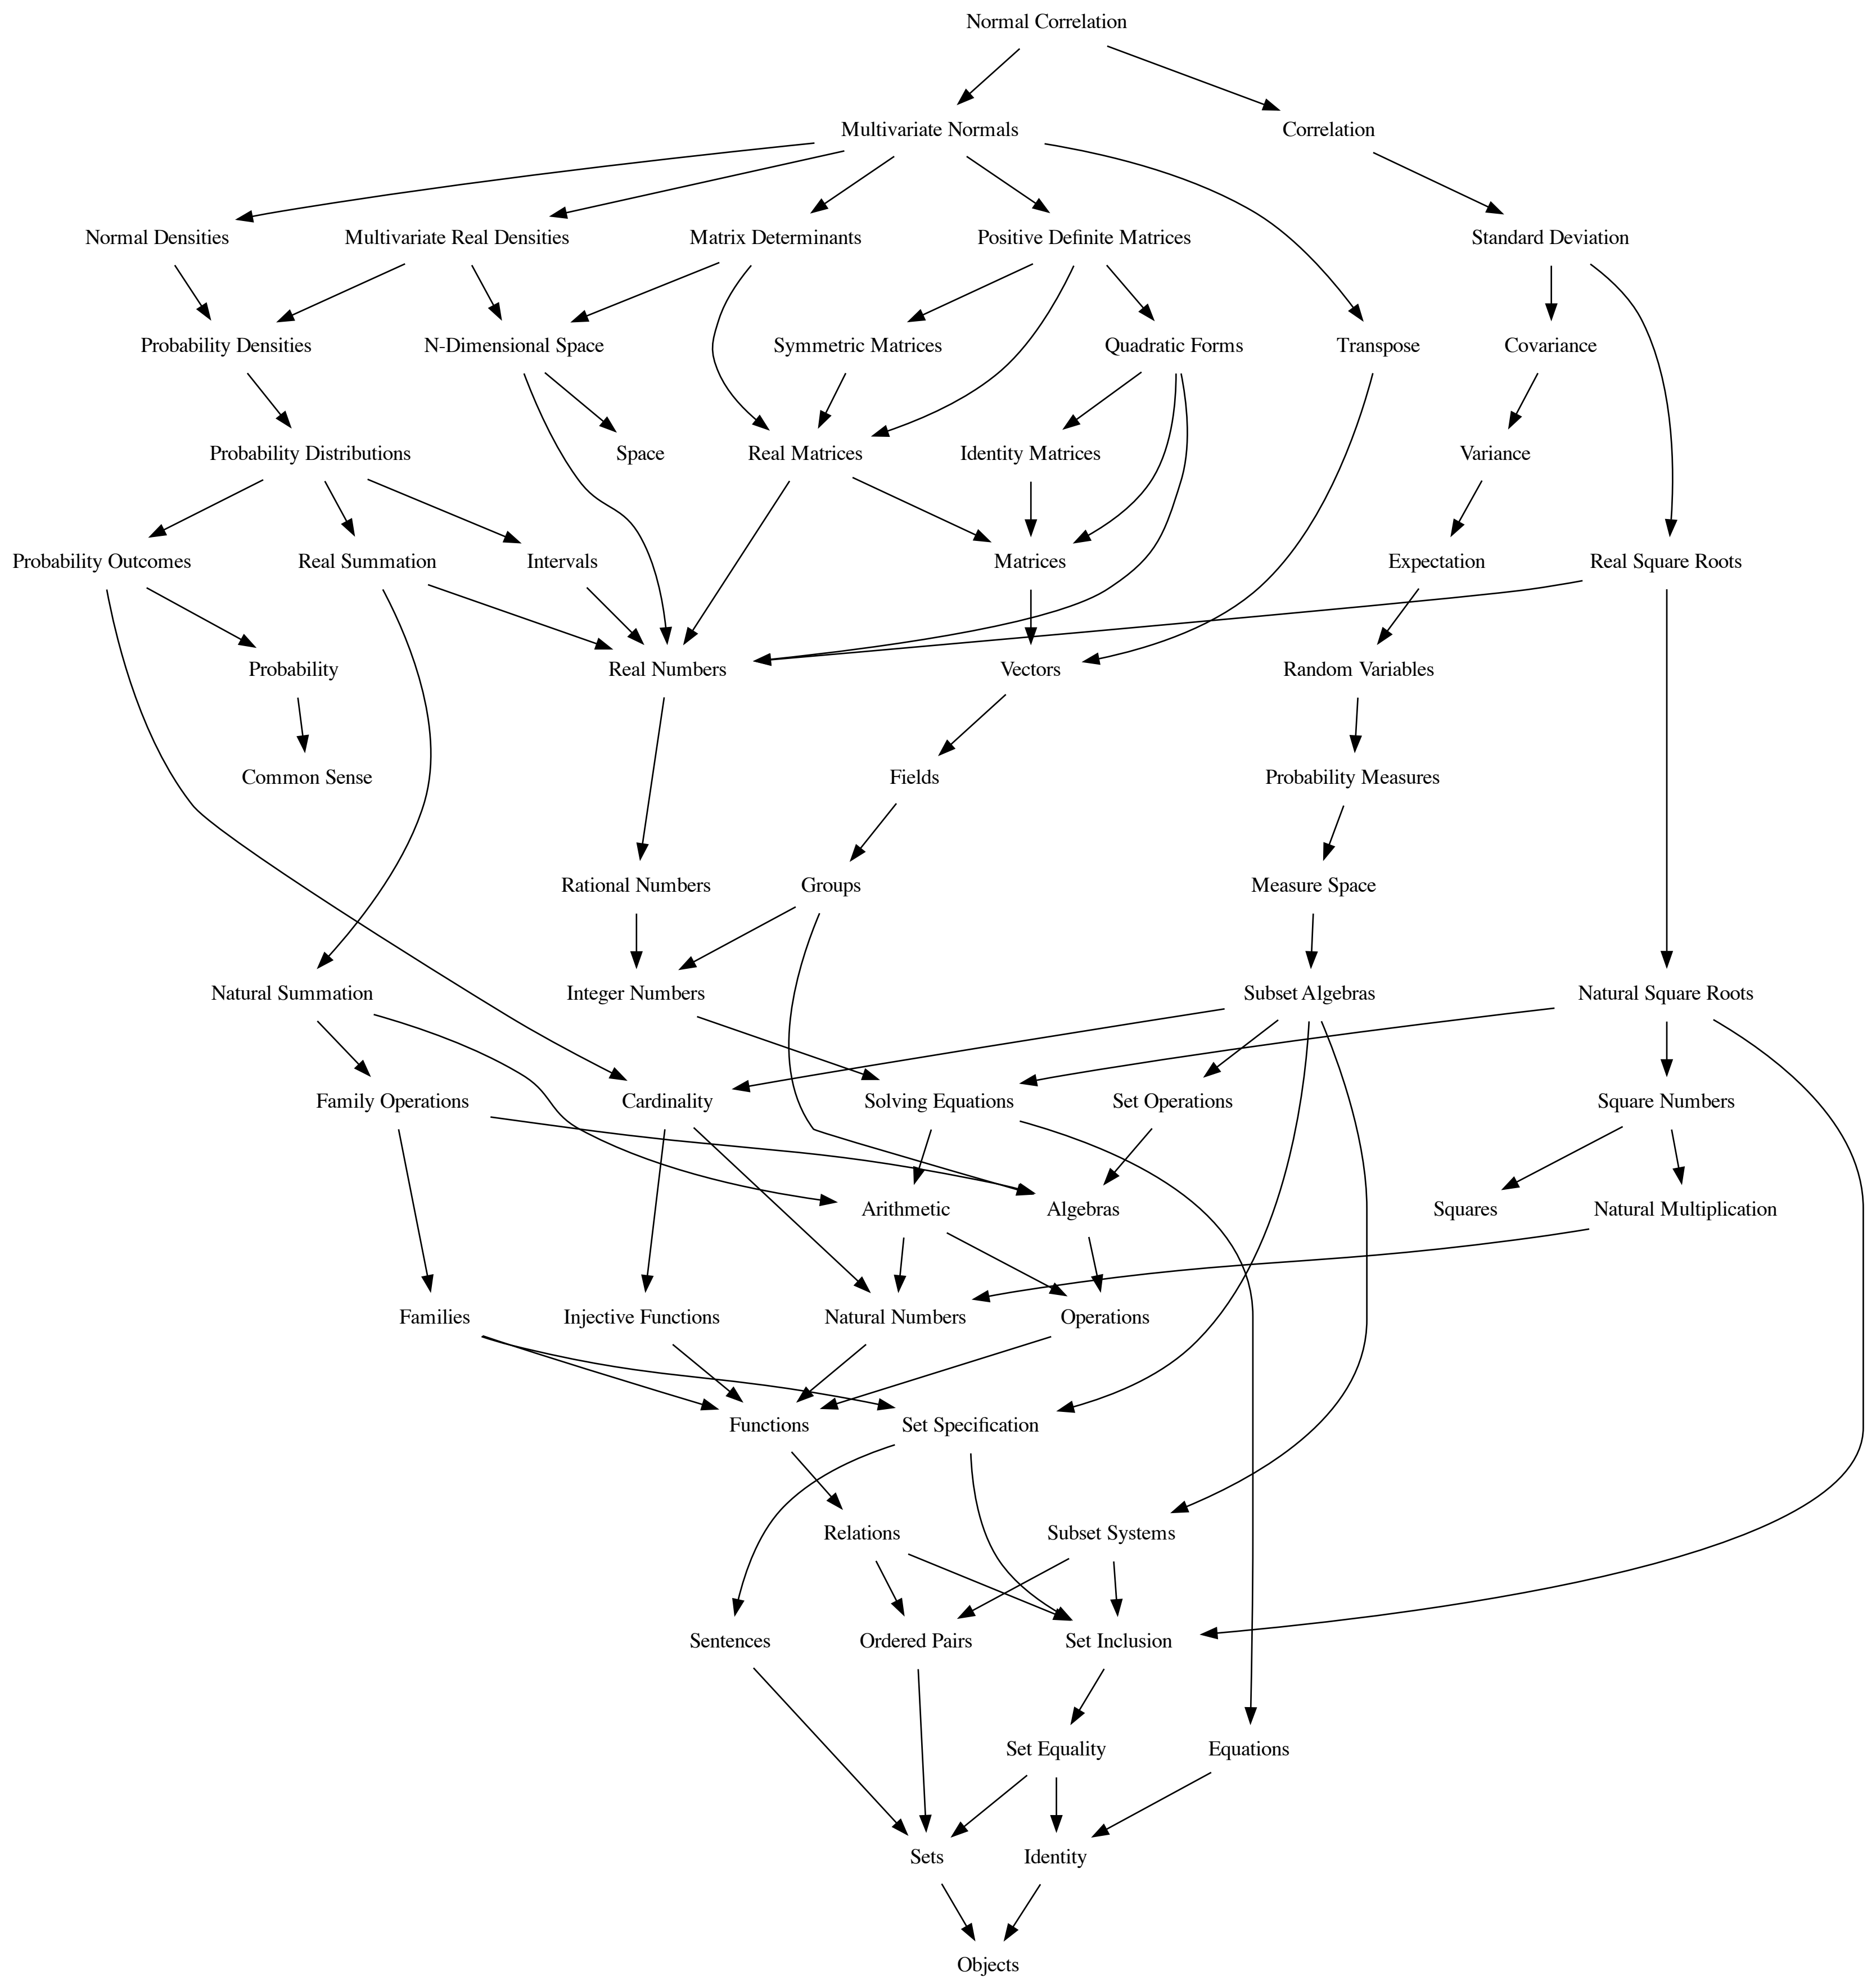 Normal Correlation
Multivariate Normals
Correlation
Normal Densities
Multivariate Real Densities
Matrix Determinants
Positive Definite Matrices
Standard Deviation
Probability Densities
N-Dimensional Space
Symmetric Matrices
Quadratic Forms
Transpose
Covariance
Probability Distributions
Space
Real Matrices
Identity Matrices
Variance
Probability Outcomes
Real Summation
Intervals
Matrices
Expectation
Real Square Roots
Probability
Real Numbers
Vectors
Random Variables
Common Sense
Fields
Probability Measures
Rational Numbers
Groups
Measure Space
Natural Summation
Integer Numbers
Subset Algebras
Natural Square Roots
Family Operations
Cardinality
Solving Equations
Set Operations
Square Numbers
Arithmetic
Algebras
Squares
Natural Multiplication
Families
Injective Functions
Natural Numbers
Operations
Functions
Set Specification
Relations
Subset Systems
Sentences
Ordered Pairs
Set Inclusion
Set Equality
Equations
Sets
Identity
Objects